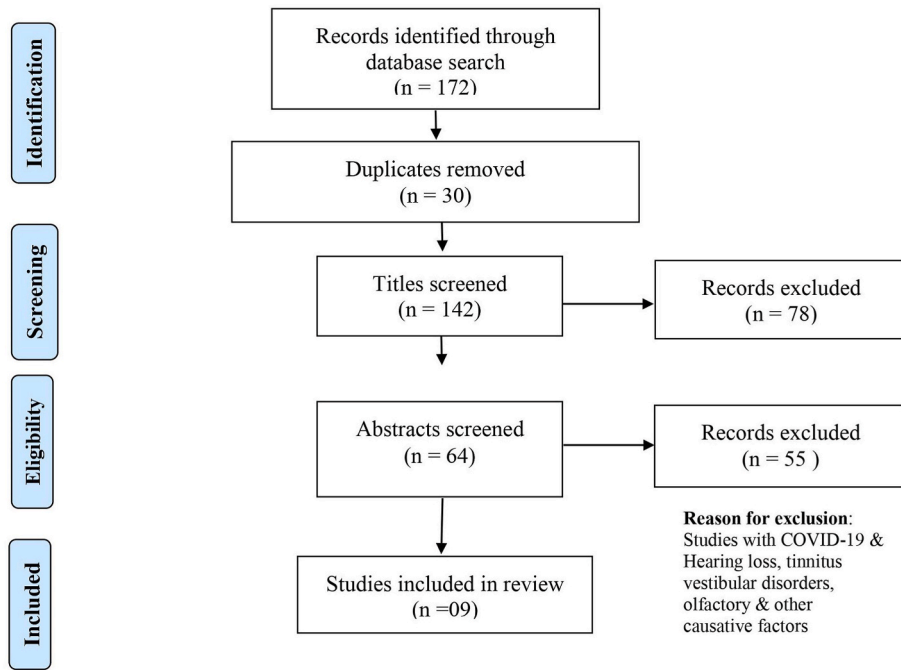 Identification
Records identified through
database search
(n = 172)
Duplicates removed
(n = 30)
Screening
Titles screened
(n = 142)
Records excluded
(n = 78)
Eligibility
Abstracts screened
(n = 64)
Records excluded
(n = 55 )
Reason for exclusion:
Studies with COVID-19 &
Hearing loss, tinnitus
vestibular disorders,
olfactory & other
causative factors
Included
Studies included in review
(n =09)